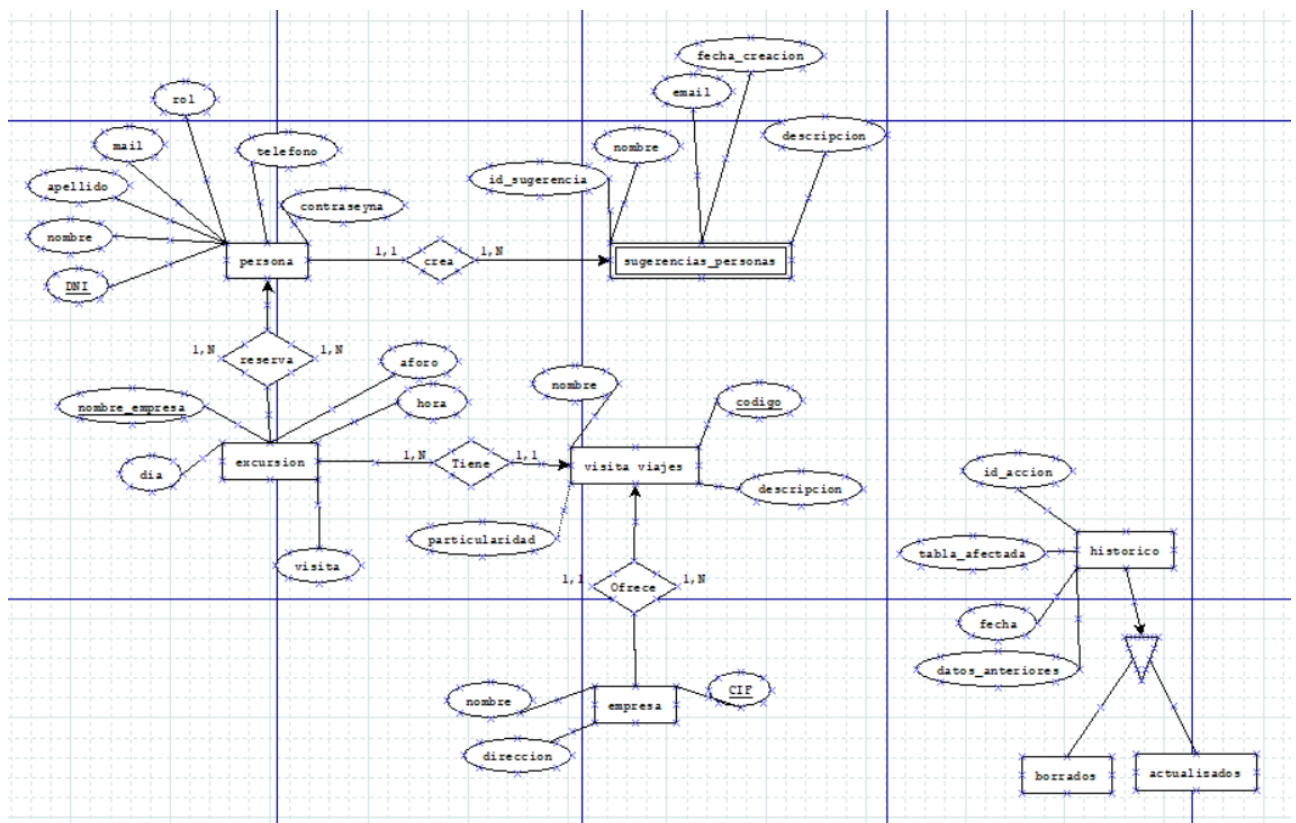 fecha_creacion
rol
email
mail
telefono
nombre
descripcion
apellido
id_sugerencia
contraseyna
nombre
persona
1,1
crea
1,N
sugerencias_personas
DNI
1,N
reserva
1,N
aforo
nombre
nombre_empresa
hora
codigo
excursion
1,N
Tiene
1,1
visita viajes
dia
descripcion
id_accion
particularidad
tabla_afectada
historico
visita
1,1
Ofrece
1,N
fecha
datos_anteriores
nombre
empresa
CIF
direccion
borrados
actualizados